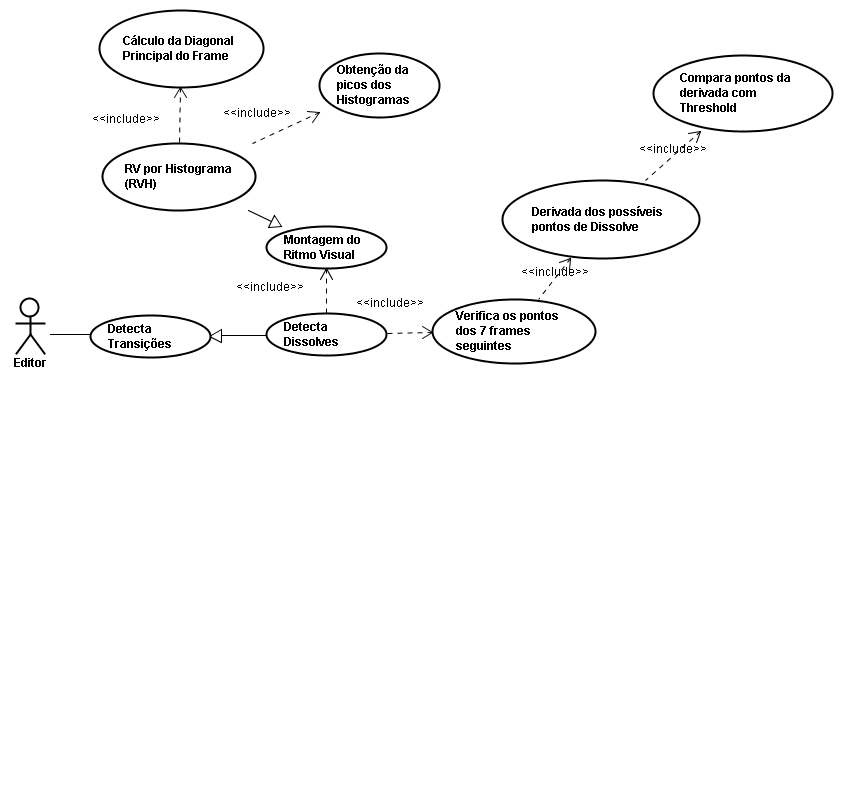 Cálculo da Diagonal
Principal do Frame
Obtenção da
picos dos
Histogramas
Compara pontos da
derivada com
Threshold
<<include>>
<<include>>
<<include>>
RV por Histograma
(RVH)
Derivada dos possíveis
pontos de Dissolve
Montagem do
Ritmo Visual
<<include>>
<<include>>
<<include>>
Detecta
Transições
Detecta
Dissolves
Verifica os pontos
dos 7 frames
seguintes
Editor